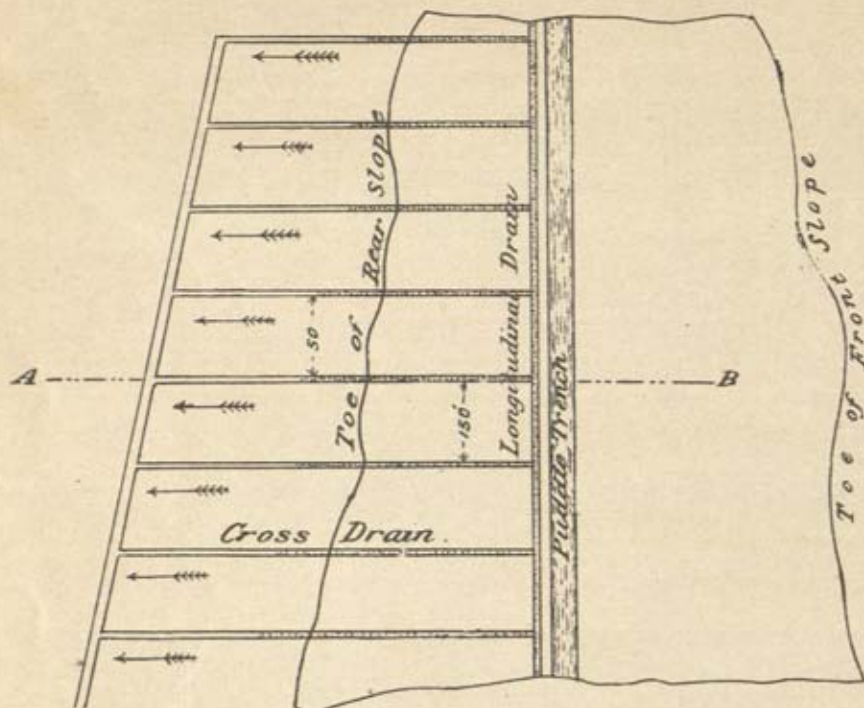 Toe of Rear Slope
Longitudinal Drain
Puddle Trench
Toe of Front Slope
A
B
50
150'
Cross Drain.